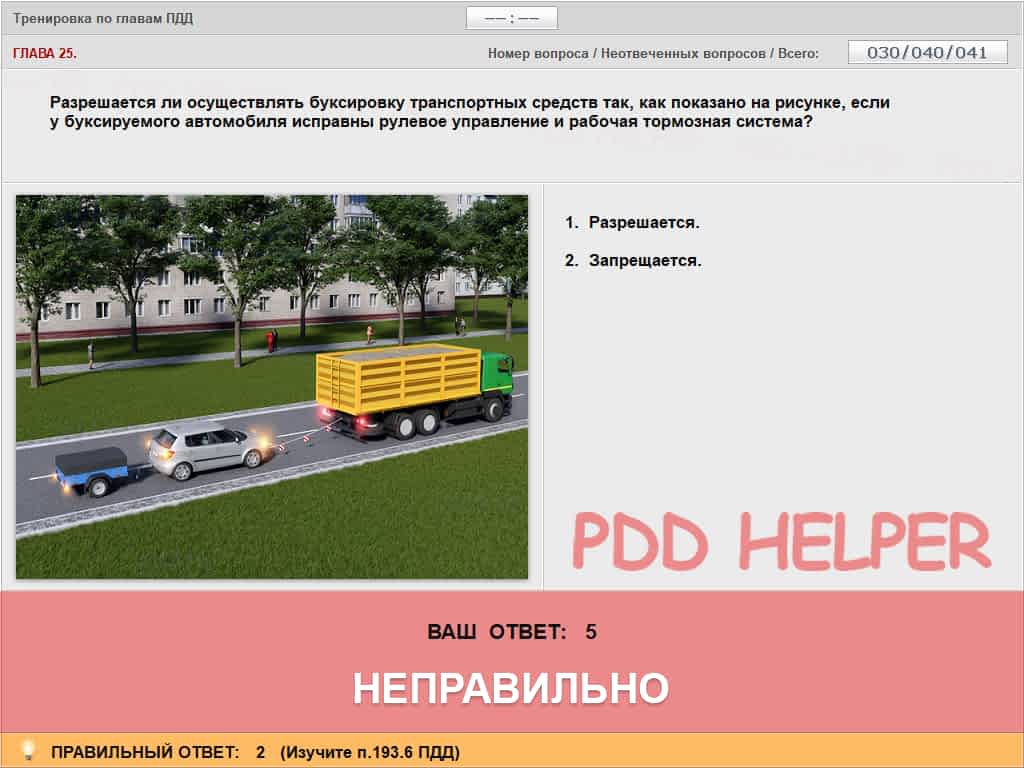 Тренировка по главам ПДД
—— : ——
ГЛАВА 25.
Номер вопроса / Неотвеченных вопросов / Всего:
030/040/041
Разрешается ли осуществлять буксировку транспортных средств так, как показано на рисунке, если
у буксируемого автомобиля исправны рулевое управление и рабочая тормозная система?
1. Разрешается.
2. Запрещается.
PDD HELPER
ВАШ ОТВЕТ: 5
НЕПРАВИЛЬНО
ПРАВИЛЬНЫЙ ОТВЕТ: 2 (Изучите п.193.6 ПДД)